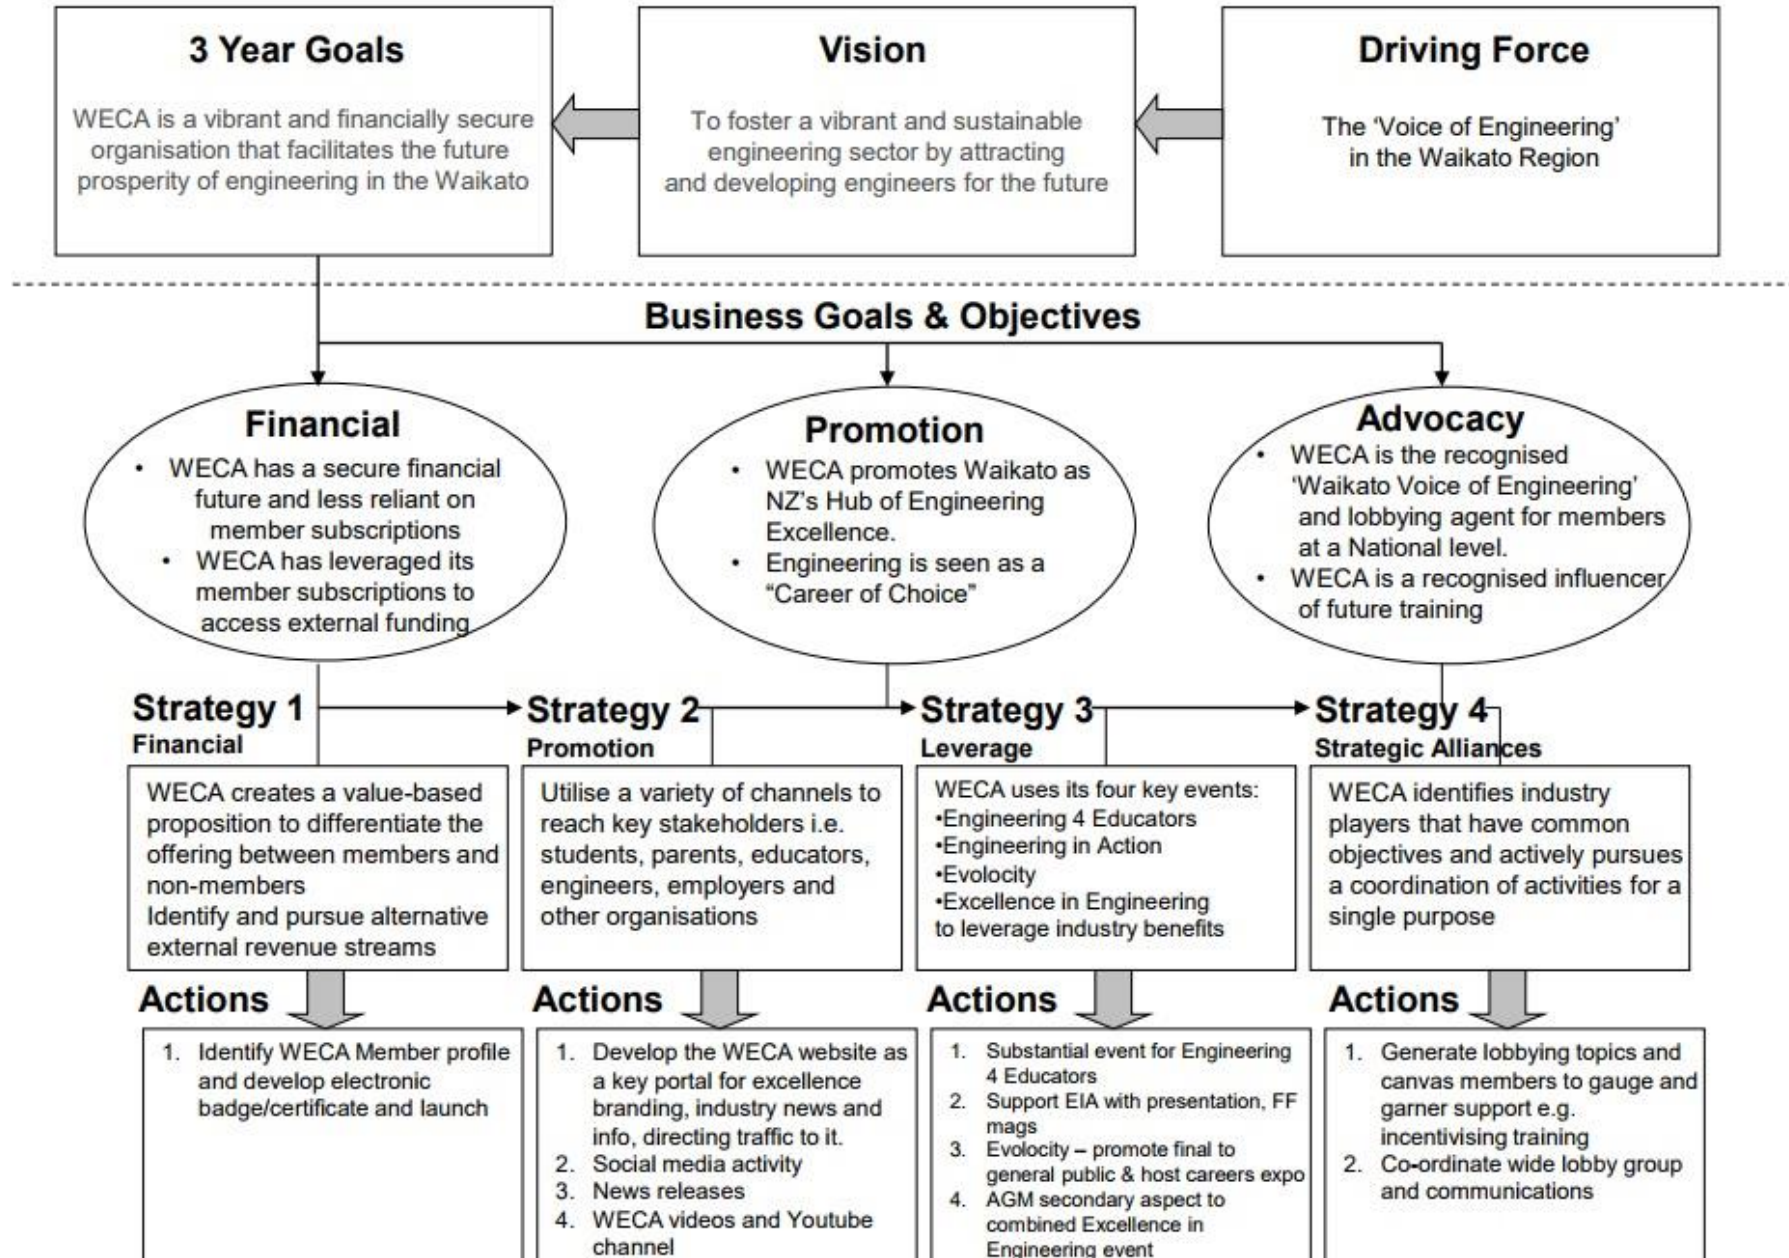 3 Year Goals
WECA is a vibrant and financially secure
organisation that facilitates the future
prosperity of engineering in the Waikato
Vision
To foster a vibrant and sustainable
engineering sector by attracting
and developing engineers for the future
Driving Force
The ‘Voice of Engineering’
in the Waikato Region
Business Goals & Objectives
Financial
• WECA has a secure financial
future and less reliant on
member subscriptions
• WECA has leveraged its
member subscriptions to
access external funding
Promotion
• WECA promotes Waikato as
NZ’s Hub of Engineering
Excellence.
• Engineering is seen as a
“Career of Choice”
Advocacy
• WECA is the recognised
‘Waikato Voice of Engineering’
and lobbying agent for members
at a National level.
• WECA is a recognised influencer
of future training
Strategy 1
Financial
WECA creates a value-based
proposition to differentiate the
offering between members and
non-members
Identify and pursue alternative
external revenue streams
Actions
1. Identify WECA Member profile
and develop electronic
badge/certificate and launch
Strategy 2
Promotion
Utilise a variety of channels to
reach key stakeholders i.e.
students, parents, educators,
engineers, employers and
other organisations
Actions
1. Develop the WECA website as
a key portal for excellence
branding, industry news and
info, directing traffic to it.
2. Social media activity
3. News releases
4. WECA videos and Youtube
channel
Strategy 3
Leverage
WECA uses its four key events:
•Engineering 4 Educators
•Engineering in Action
•Evolocity
•Excellence in Engineering
to leverage industry benefits
Actions
1. Substantial event for Engineering
4 Educators
2. Support EIA with presentation, FF
mags
3. Evolocity – promote final to
general public & host careers expo
4. AGM secondary aspect to
combined Excellence in
Engineering event
Strategy 4
Strategic Alliances
WECA identifies industry
players that have common
objectives and actively pursues
a coordination of activities for a
single purpose
Actions
1. Generate lobbying topics and
canvas members to gauge and
garner support e.g.
incentivising training
2. Co-ordinate wide lobby group
and communications